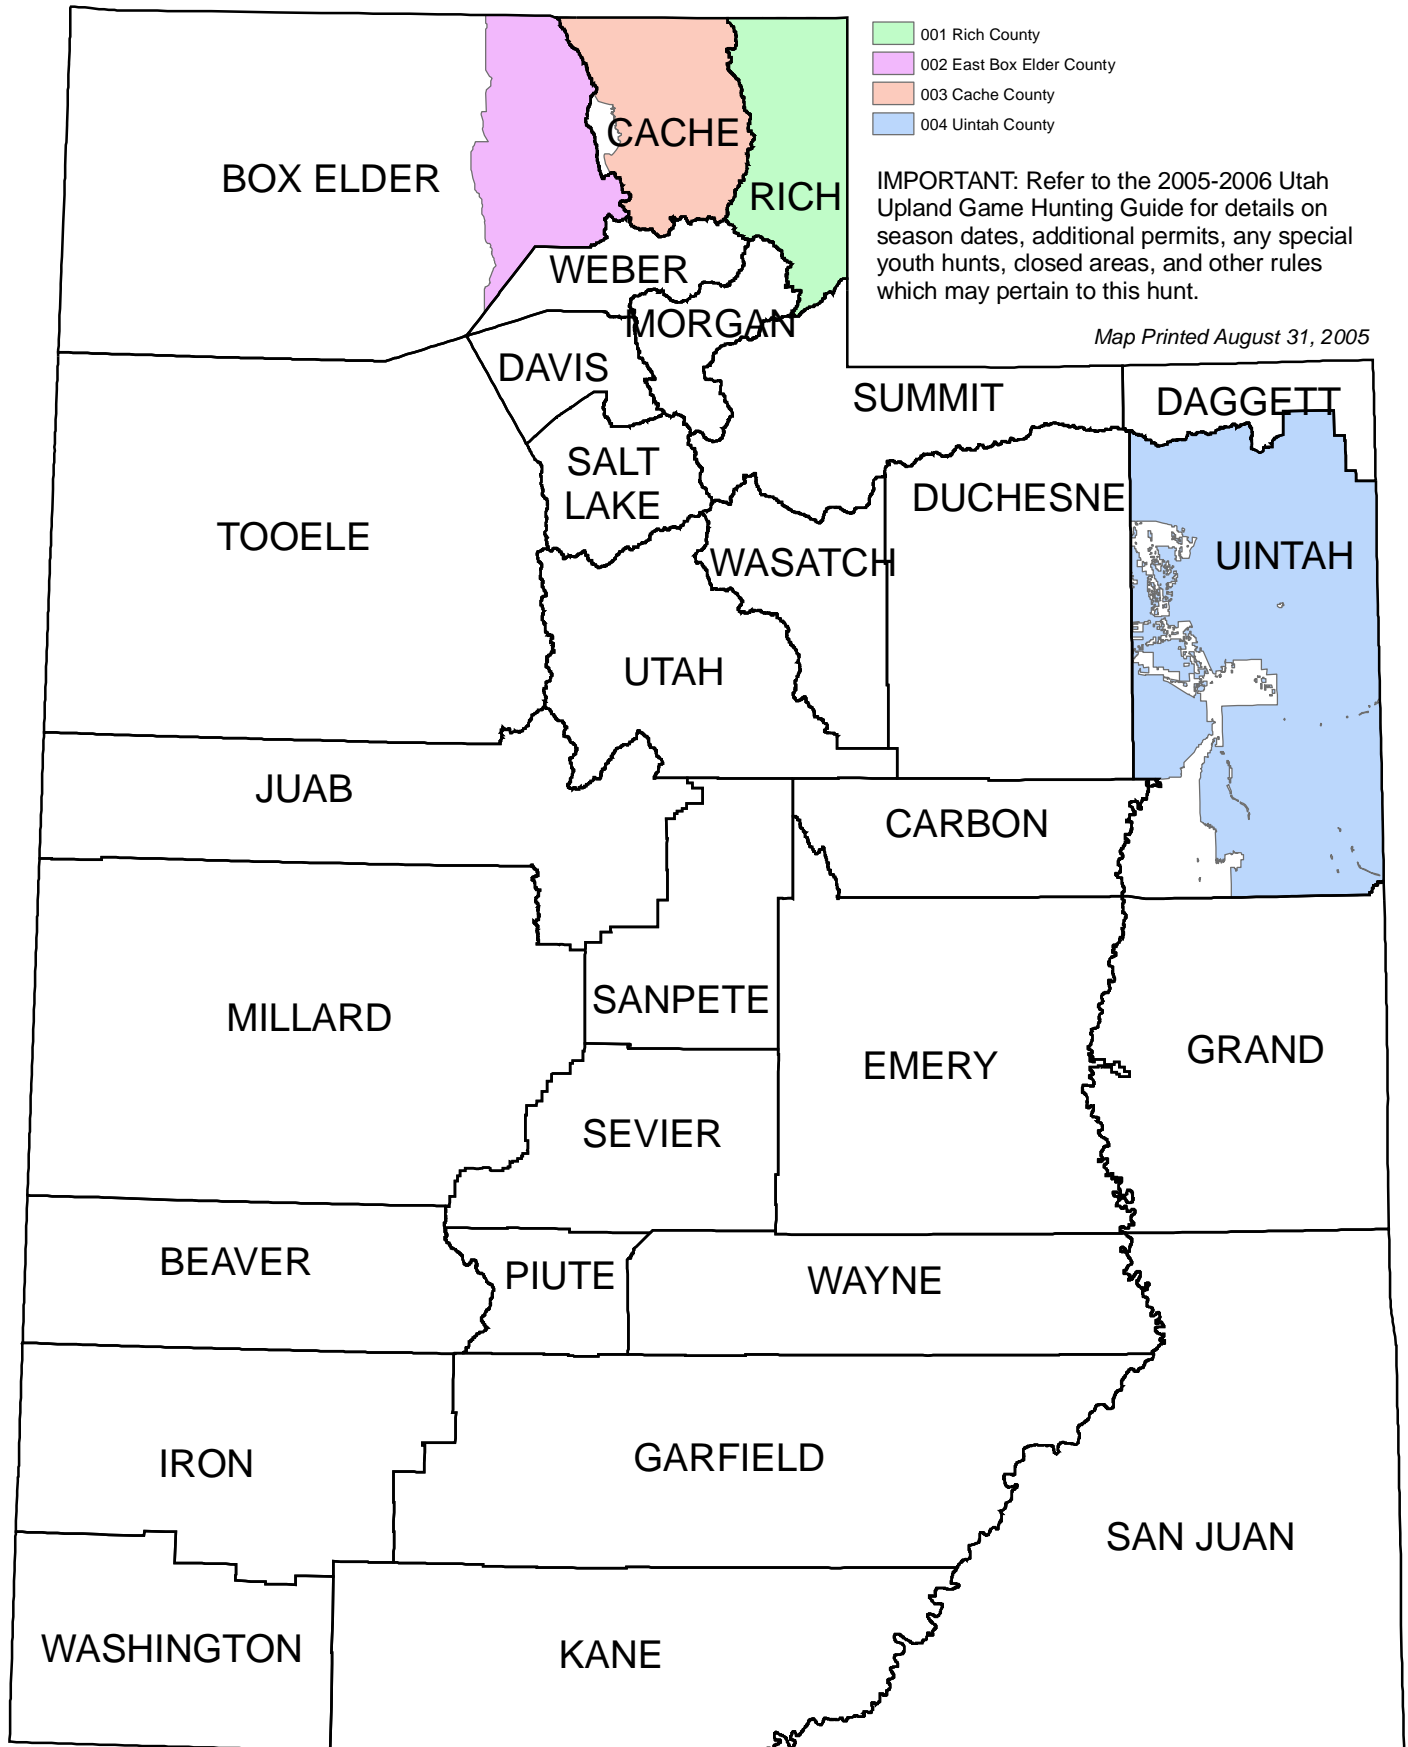 001 Rich County
002 East Box Elder County
003 Cache County
004 Uintah County
IMPORTANT: Refer to the 2005-2006 Utah
Upland Game Hunting Guide for details on
season dates, additional permits, any special
youth hunts, closed areas, and other rules
which may pertain to this hunt.
Map Printed August 31, 2005
CACHE
BOX ELDER
RICH
WEBER
MORGAN
DAVIS
SUMMIT
DAGGETT
SALT
LAKE
DUCHESNE
TOOELE
WASATCH
UINTAH
UTAH
JUAB
CARBON
SANPETE
MILLARD
GRAND
EMERY
SEVIER
BEAVER
PIUTE
WAYNE
GARFIELD
IRON
SAN JUAN
WASHINGTON
KANE